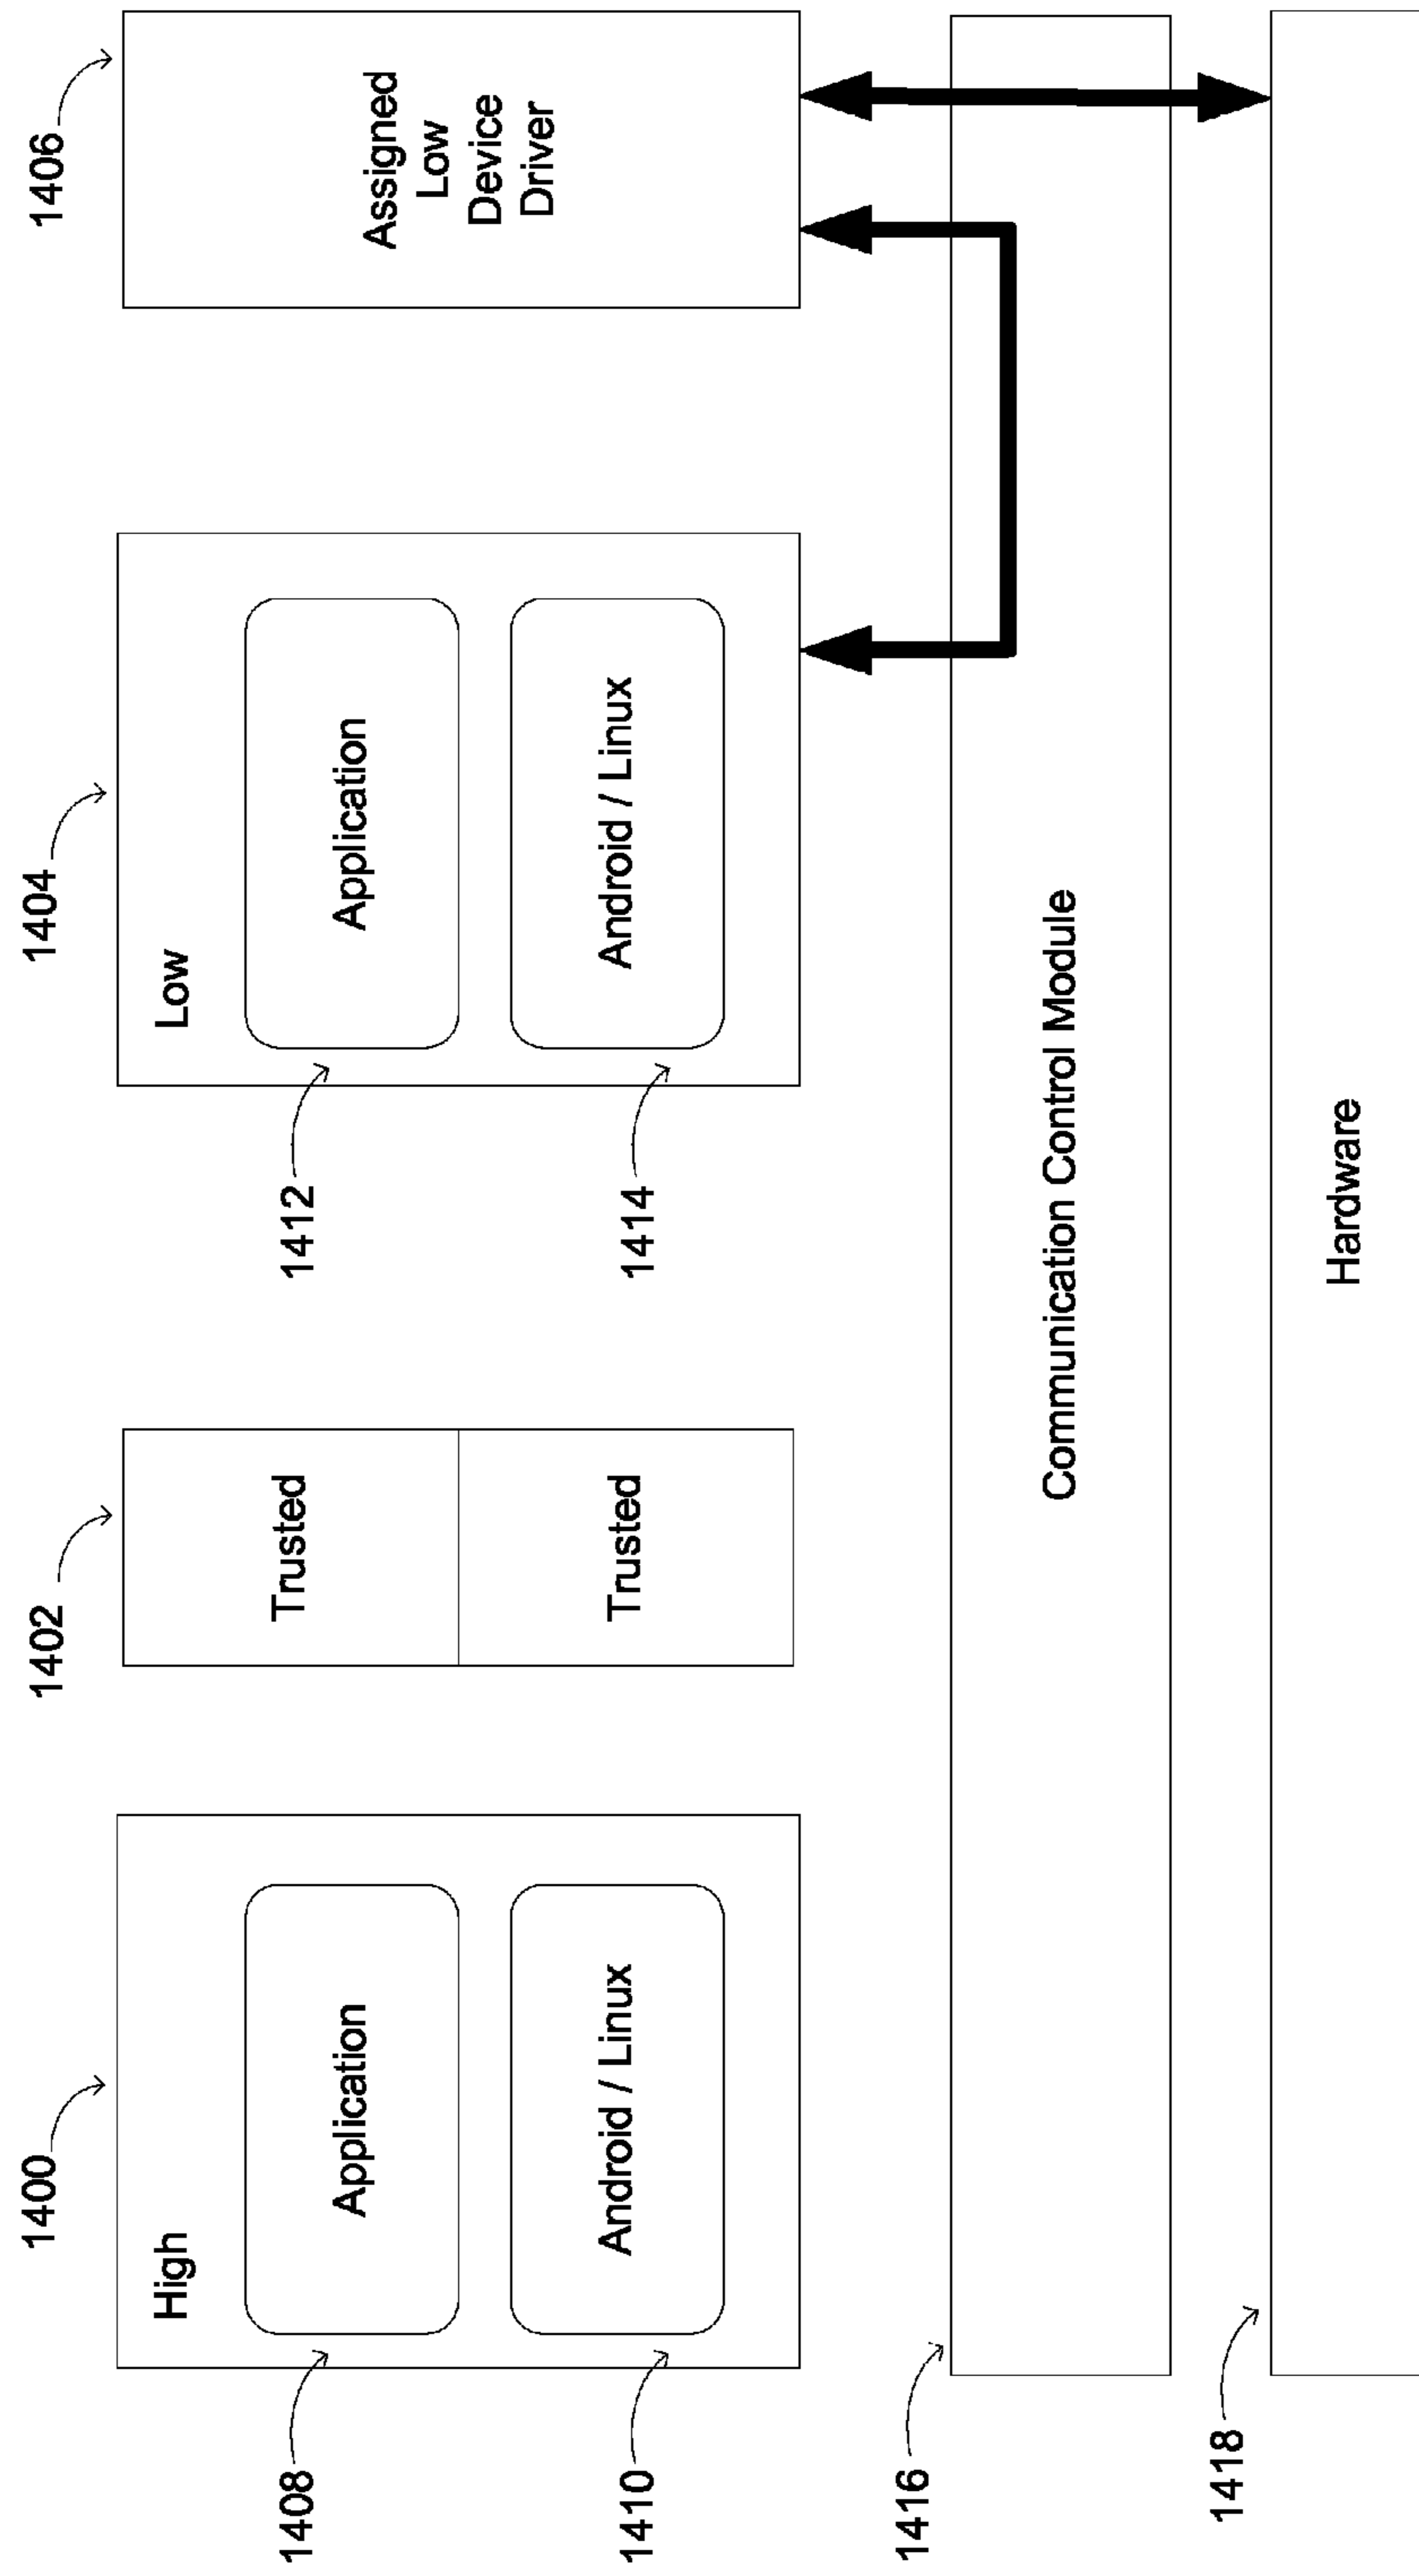 1400
1402
1404
1406
High
Low
1408
Application
Trusted
1412
Application
Assigned
Low
Device
Driver
1410
Android / Linux
Trusted
1414
Android / Linux
1416
Communication Control Module
1418
Hardware